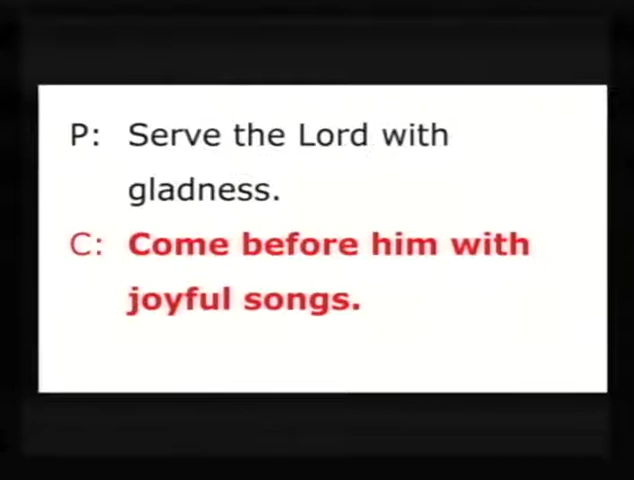 P: Serve the Lord with
gladness.
C: Come before him with
joyful songs.